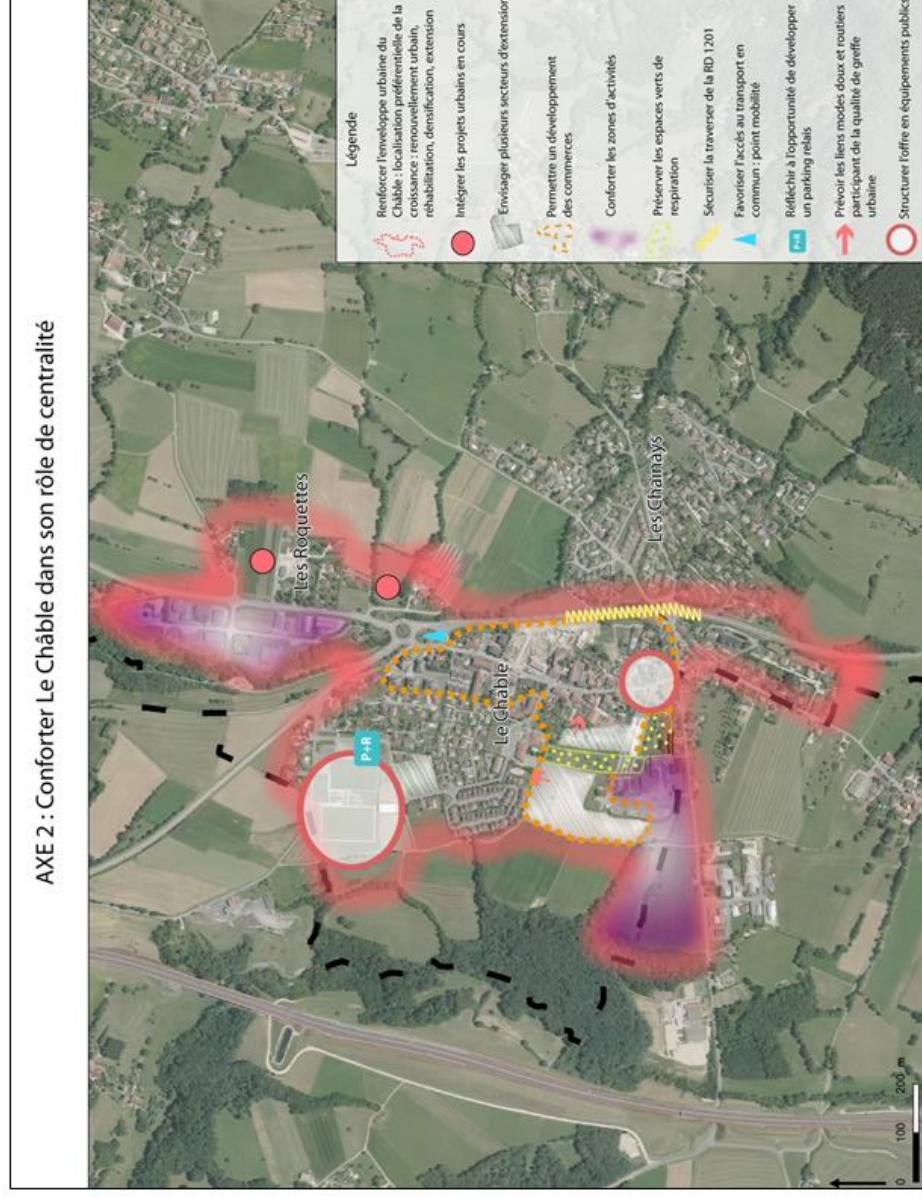 AXE 2 : Conforter Le Châble dans son rôle de centralité
Légende
Renforcer l'enveloppe urbaine du
Châble : localisation préférentielle de la
croissance : renouvellement urbain,
réhabilitation, densification, extension
Intégrer les projets urbains en cours
Envisager plusieurs secteurs d'extension
Permettre un développement
des commerces
Conforter les zones d'activités
Préserver les espaces verts de
respiration
Sécuriser la traverser de la RD 1201
Favoriser l'accès au transport en
commun : point mobilité
P+R
Réfléchir à l'opportunité de développer
un parking relais
Prévoir les liens modes doux et routiers
participant de la qualité de greffe
urbaine
Structurer l'offre en équipements publics
Les Roquettes
P+R
Le Châble
Les Chainays
0 100 200 m